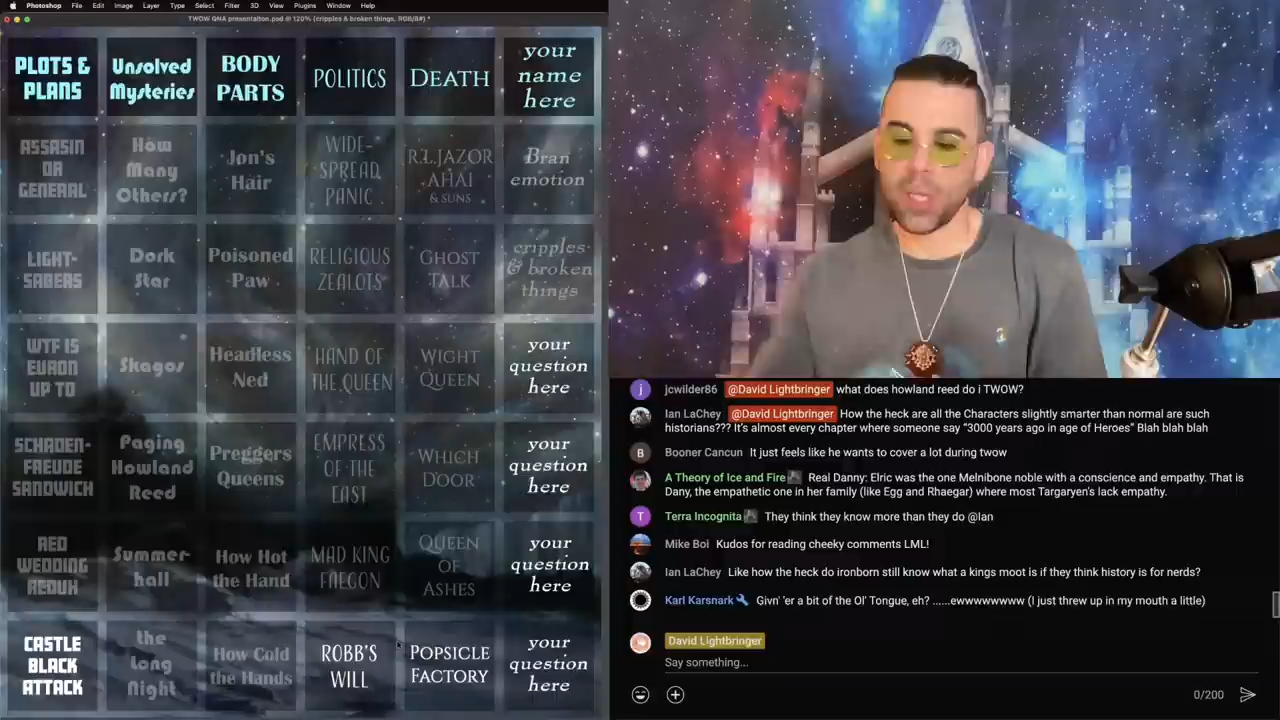 Photoshop File Edit Image Layer Type Select Filter 3D View Plugins Window Help
TWOW QNA presentaiton.psd @ 120% (cripples & broken things, RGB/8#) *
PLOTS &
PLANS
Unsolved
Mysteries
BODY
PARTS
POLITICS
DEATH
your
name
here
ASSASIN
OR
GENERAL
How
Many
Others?
Jon's
Hair
WIDE-
SPREAD
PANIC
R.L.JAZOR
AHAI
& SUNS
Bran
emotion
LIGHT-
SABERS
Dork
Star
Poisoned
Paw
RELIGIOUS
ZEALOTS
GHOST
TALK
cripples
& broken
things
WTF IS
EURON
UP TO
Skagos
Headless
Ned
HAND OF
THE QUEEN
WIGHT
QUEEN
your
question
here
SCHADEN-
FREUDE
SANDWICH
Paging
Howland
Reed
Preggers
Queens
EMPRESS
OF THE
EAST
WHICH
DOOR
your
question
here
RED
WEDDING
REDUX
Summer-
hall
How Hot
the Hand
MAD KING
FAEGON
QUEEN
OF
ASHES
your
question
here
CASTLE
BLACK
ATTACK
the
Long
Night
How Cold
the Hands
ROBB'S
WILL
POPSICLE
FACTORY
your
question
here
j jcwilder86 @David Lightbringer what does howland reed do i TWOW?
Ian LaChey @David Lightbringer How the heck are all the Characters slightly smarter than normal are such
historians??? It's almost every chapter where someone say "3000 years ago in age of Heroes" Blah blah blah
B Booner Cancun It just feels like he wants to cover a lot during twow
A Theory of Ice and Fire Real Danny: Elric was the one Melnibone noble with a conscience and empathy. That is
Dany, the empathetic one in her family (like Egg and Rhaegar) where most Targaryen's lack empathy.
T Terra Incognita They think they know more than they do @Ian
Mike Boi Kudos for reading cheeky comments LML!
Ian LaChey Like how the heck do ironborn still know what a kings moot is if they think history is for nerds?
Karl Karsnark Givn' 'er a bit of the Ol' Tongue, eh? ......ewwwwwwww (I just threw up in my mouth a little)
David Lightbringer
Say something...
0/200